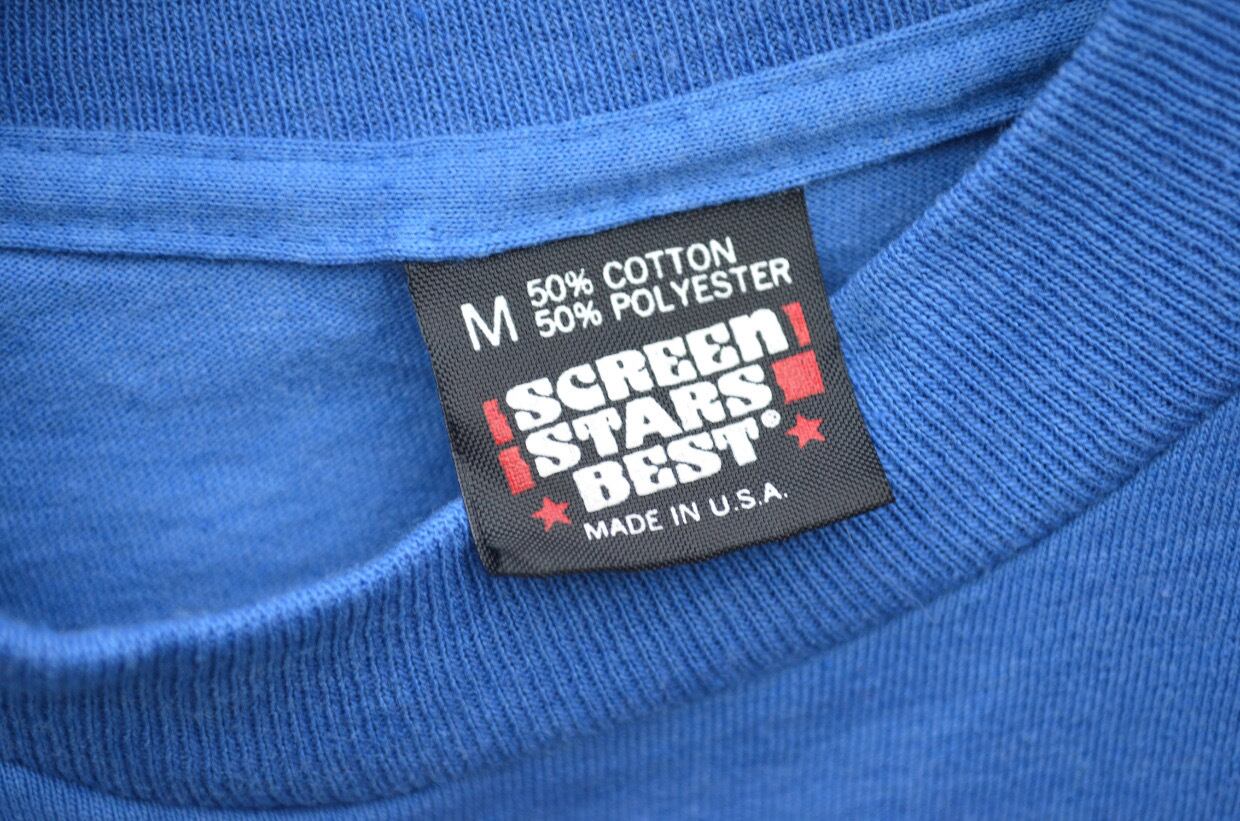 M 50% COTTON
50% POLYESTER
SCREEN
STARS
BEST®
MADE IN U.S.A.